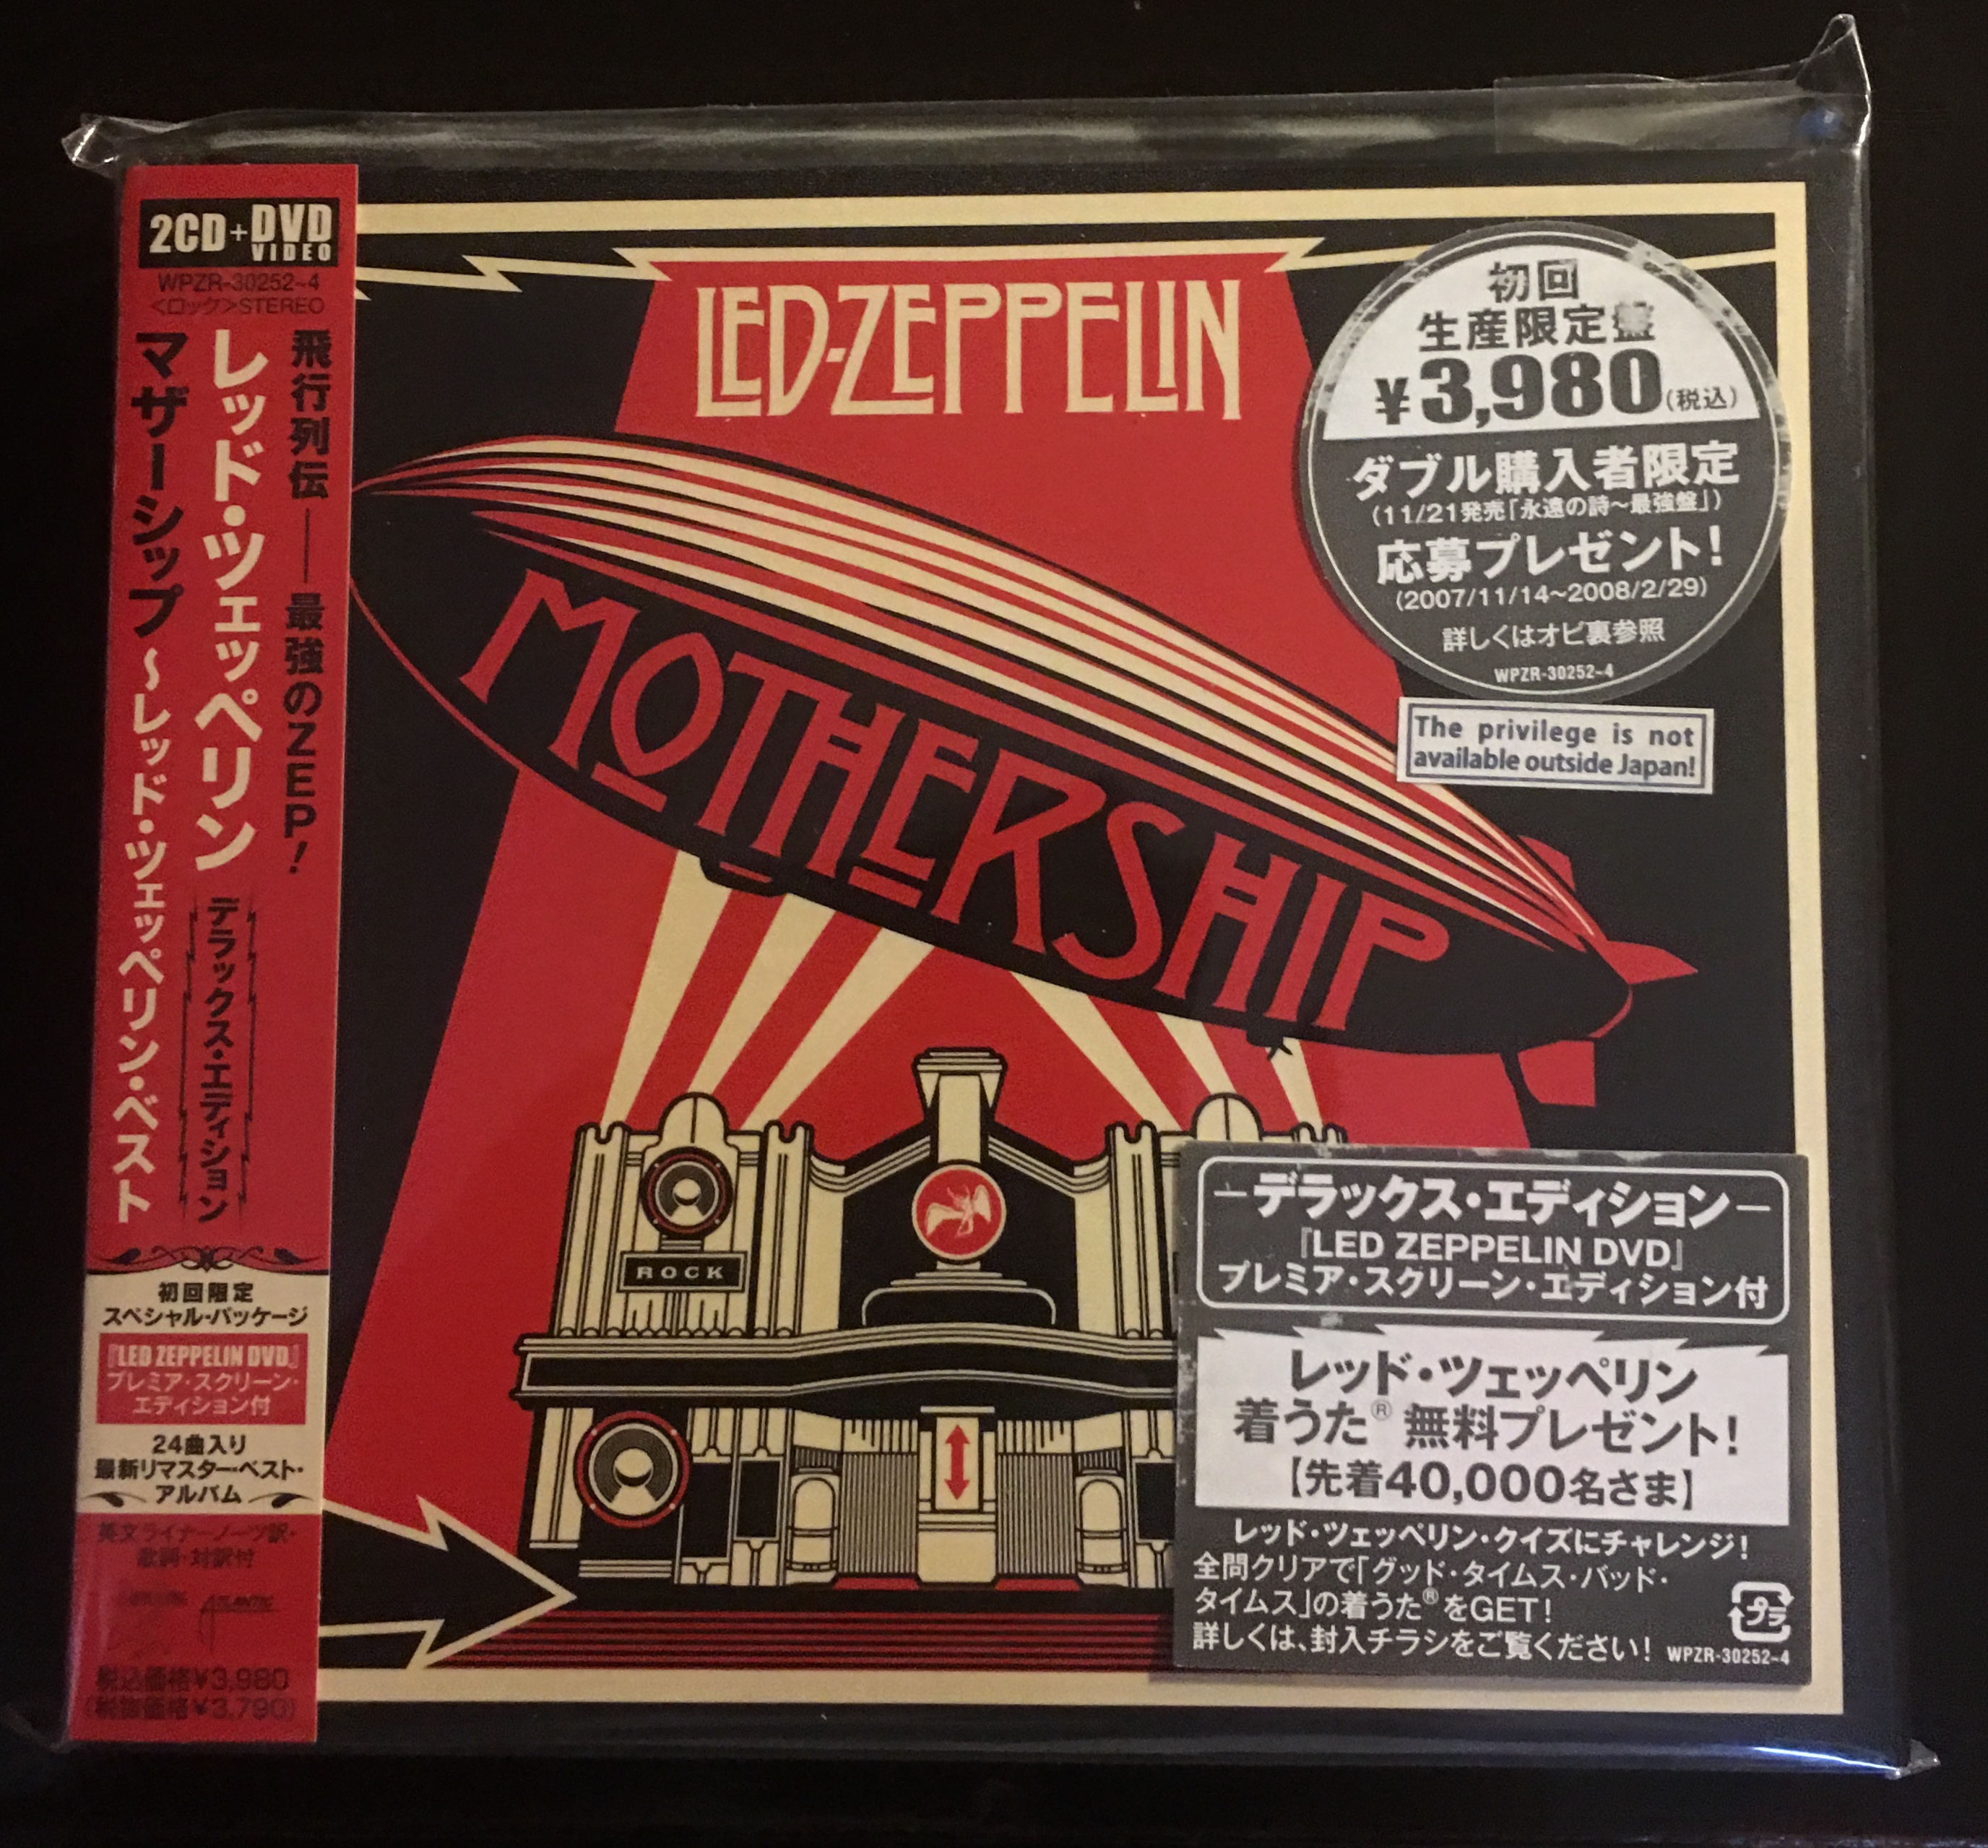 2CD+DVD
VIDEO
WPZR-30252~4
<ロック>STEREO
飛行列伝——最強のZEP!
レッド・ツェッペリン
デラックス・エディション
マザーシップ~レッド・ツェッペリン・ベスト
初回限定
スペシャル・パッケージ
『LED ZEPPELIN DVD』
プレミア・スクリーン・
エディション付
24曲入り
最新リマスター・ベスト・
アルバム
英文ライナーノーツ訳・
歌詞・対訳付
ATLANTIC
税込価格¥3,980
(税抜価格¥3,790)
LED-ZEPPELIN
MOTHERSHIP
ROCK
初回
生産限定盤
¥3,980(税込)
ダブル購入者限定
(11/21発売「永遠の詩~最強盤」)
応募プレゼント!
(2007/11/14~2008/2/29)
詳しくはオビ裏参照
WPZR-30252~4
The privilege is not
available outside Japan!
—デラックス・エディション—
『LED ZEPPELIN DVD』
プレミア・スクリーン・エディション付
レッド・ツェッペリン
着うた®無料プレゼント!
【先着40,000名さま】
レッド・ツェッペリン・クイズにチャレンジ!
全問クリアで「グッド・タイムス・バッド・
タイムス」の着うた®をGET!
詳しくは、封入チラシをご覧ください!
プラ
WPZR-30252~4